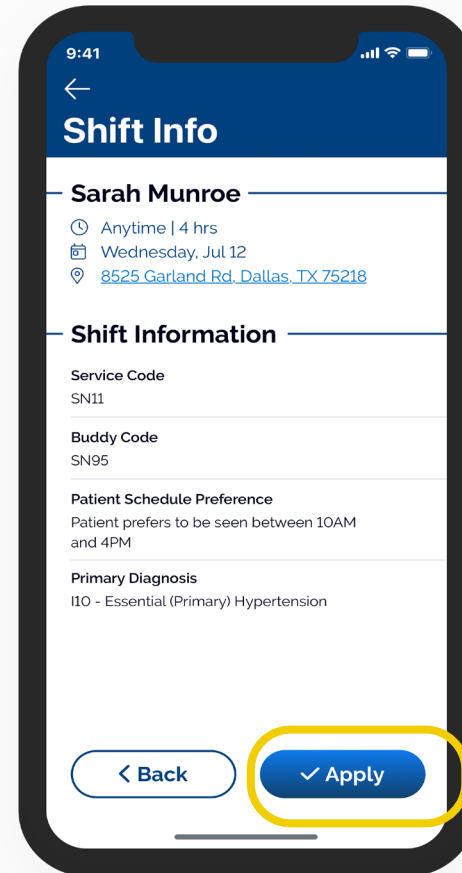 9:41
Shift Info
Sarah Munroe
Anytime | 4 hrs
Wednesday, Jul 12
8525 Garland Rd, Dallas, TX 75218
Shift Information
Service Code
SN11
Buddy Code
SN95
Patient Schedule Preference
Patient prefers to be seen between 10AM
and 4PM
Primary Diagnosis
I10 - Essential (Primary) Hypertension
Back
Apply